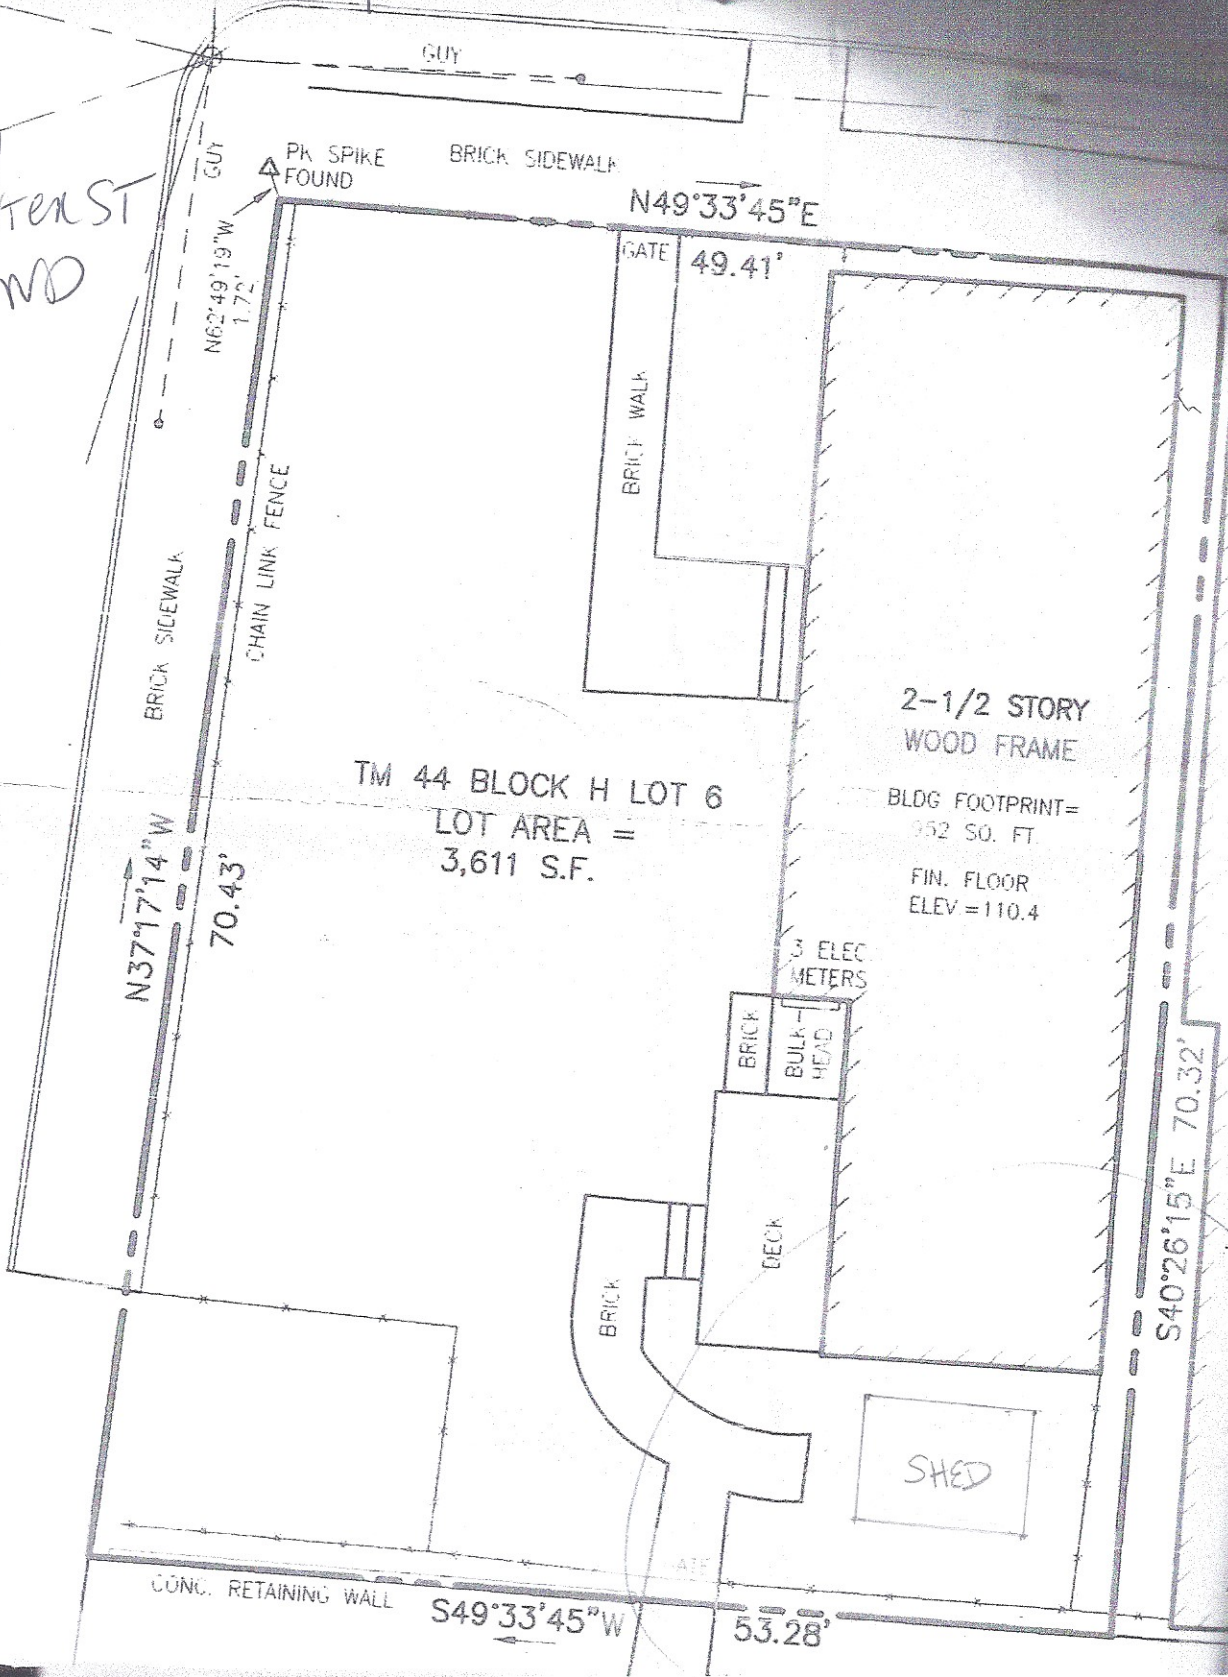 GUY
GUY
PK SPIKE
FOUND
BRICK SIDEWALK
ST
N49°33'45"E
49.41'
GATE
N62°49'19"W
1.72'
BRICK WALK
CHAIN LINK FENCE
BRICK SIDEWALK
2-1/2 STORY
WOOD FRAME
BLDG FOOTPRINT=
SQ. FT.
FIN. FLOOR
ELEV=110.4
TM 44 BLOCK H LOT 6
LOT AREA =
3,611 S.F.
N37°17'14"W
70.43'
3 ELEC
METERS
BRICK
BULK-
HEAD
DECK
BRICK
S40°26'15"E 70.32'
SHED
CONC. RETAINING WALL
S49°33'45"W
53.28'